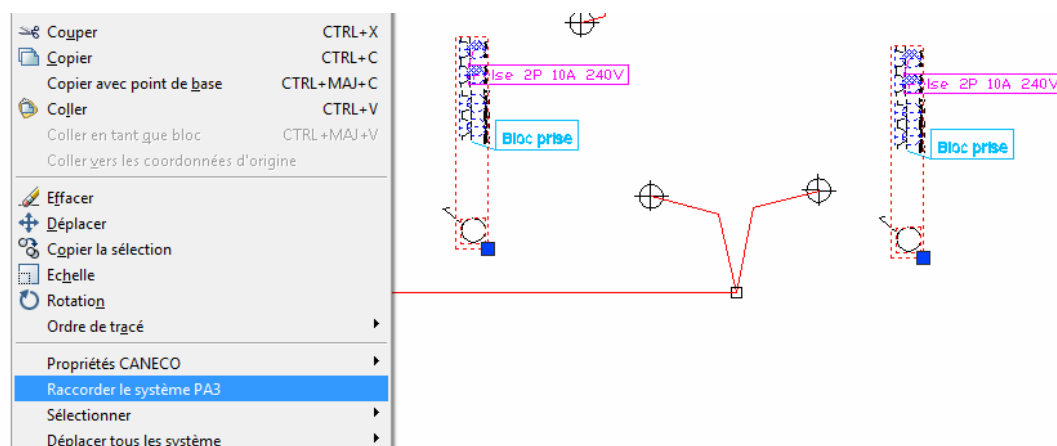 Couper CTRL+X
Copier CTRL+C
Copier avec point de base CTRL+MAJ+C
Coller CTRL+V
Coller en tant que bloc CTRL+MAJ+V
Coller vers les coordonnées d'origine
Effacer
Déplacer
Copier la sélection
Echelle
Rotation
Ordre de tracé
Propriétés CANECO
Raccorder le système PA3
Sélectionner
Déplacer tous les système
lse 2P 10A 240V
Bloc prise
lse 2P 10A 240V
Bloc prise